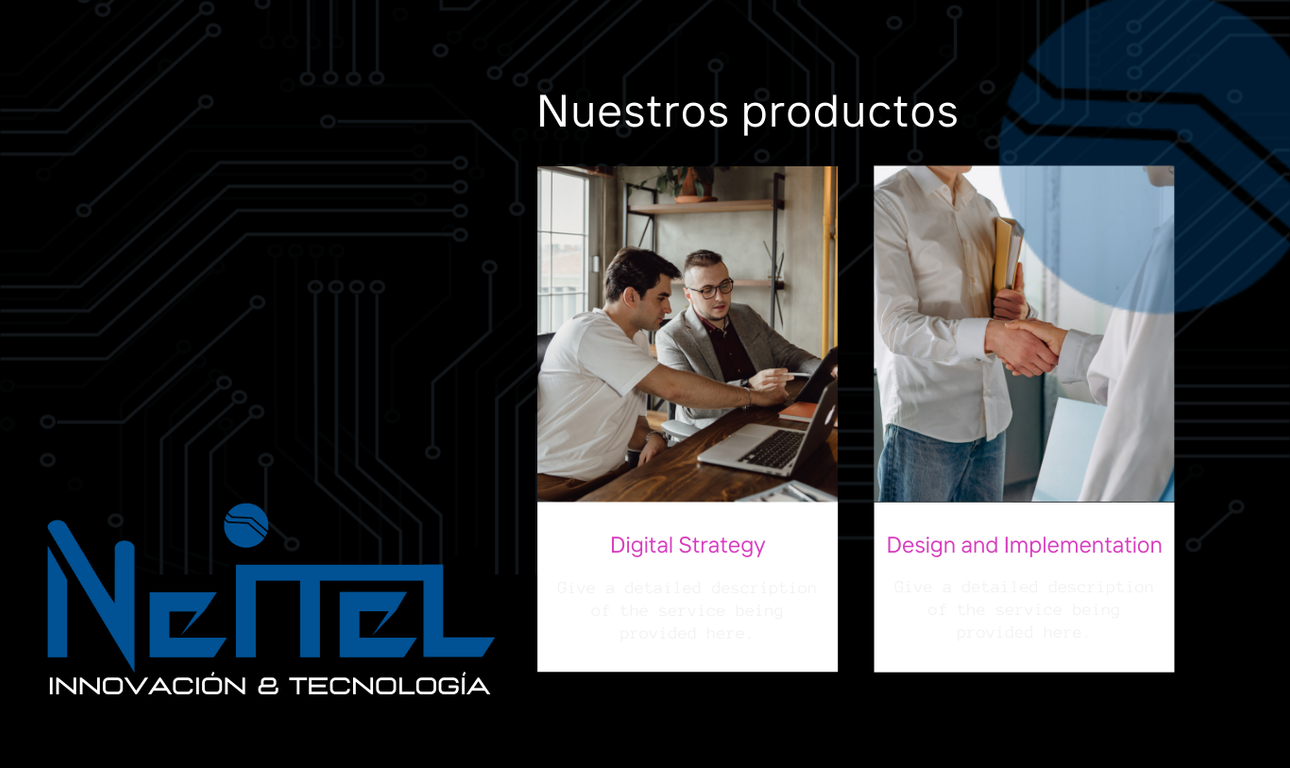 Nuestros productos
Digital Strategy
Give a detailed description
of the service being
provided here.
Design and Implementation
Give a detailed description
of the service being
provided here.
NeiTEL
INNOVACIÓN & TECNOLOGÍA